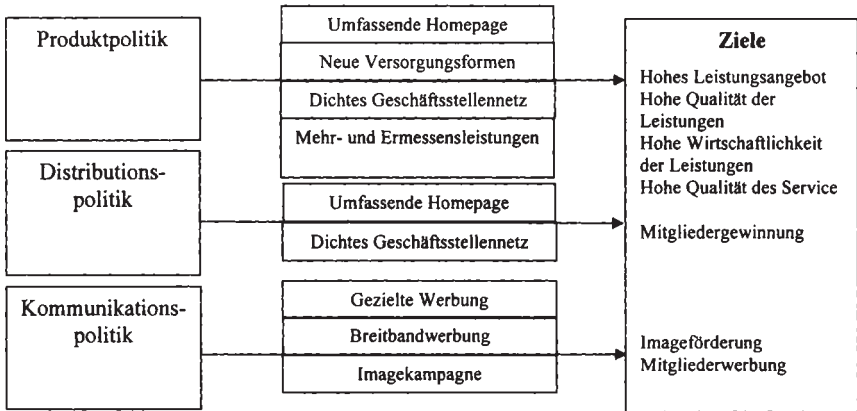 Produktpolitik
Umfassende Homepage
Neue Versorgungsformen
Dichtes Geschäftsstellennetz
Mehr- und Ermessensleistungen
Distributions-
politik
Umfassende Homepage
Dichtes Geschäftsstellennetz
Kommunikations-
politik
Gezielte Werbung
Breitbandwerbung
Imagekampagne
Ziele
Hohes Leistungsangebot
Hohe Qualität der
Leistungen
Hohe Wirtschaftlichkeit
der Leistungen
Hohe Qualität des Service
Mitgliedergewinnung
Imageförderung
Mitgliederwerbung